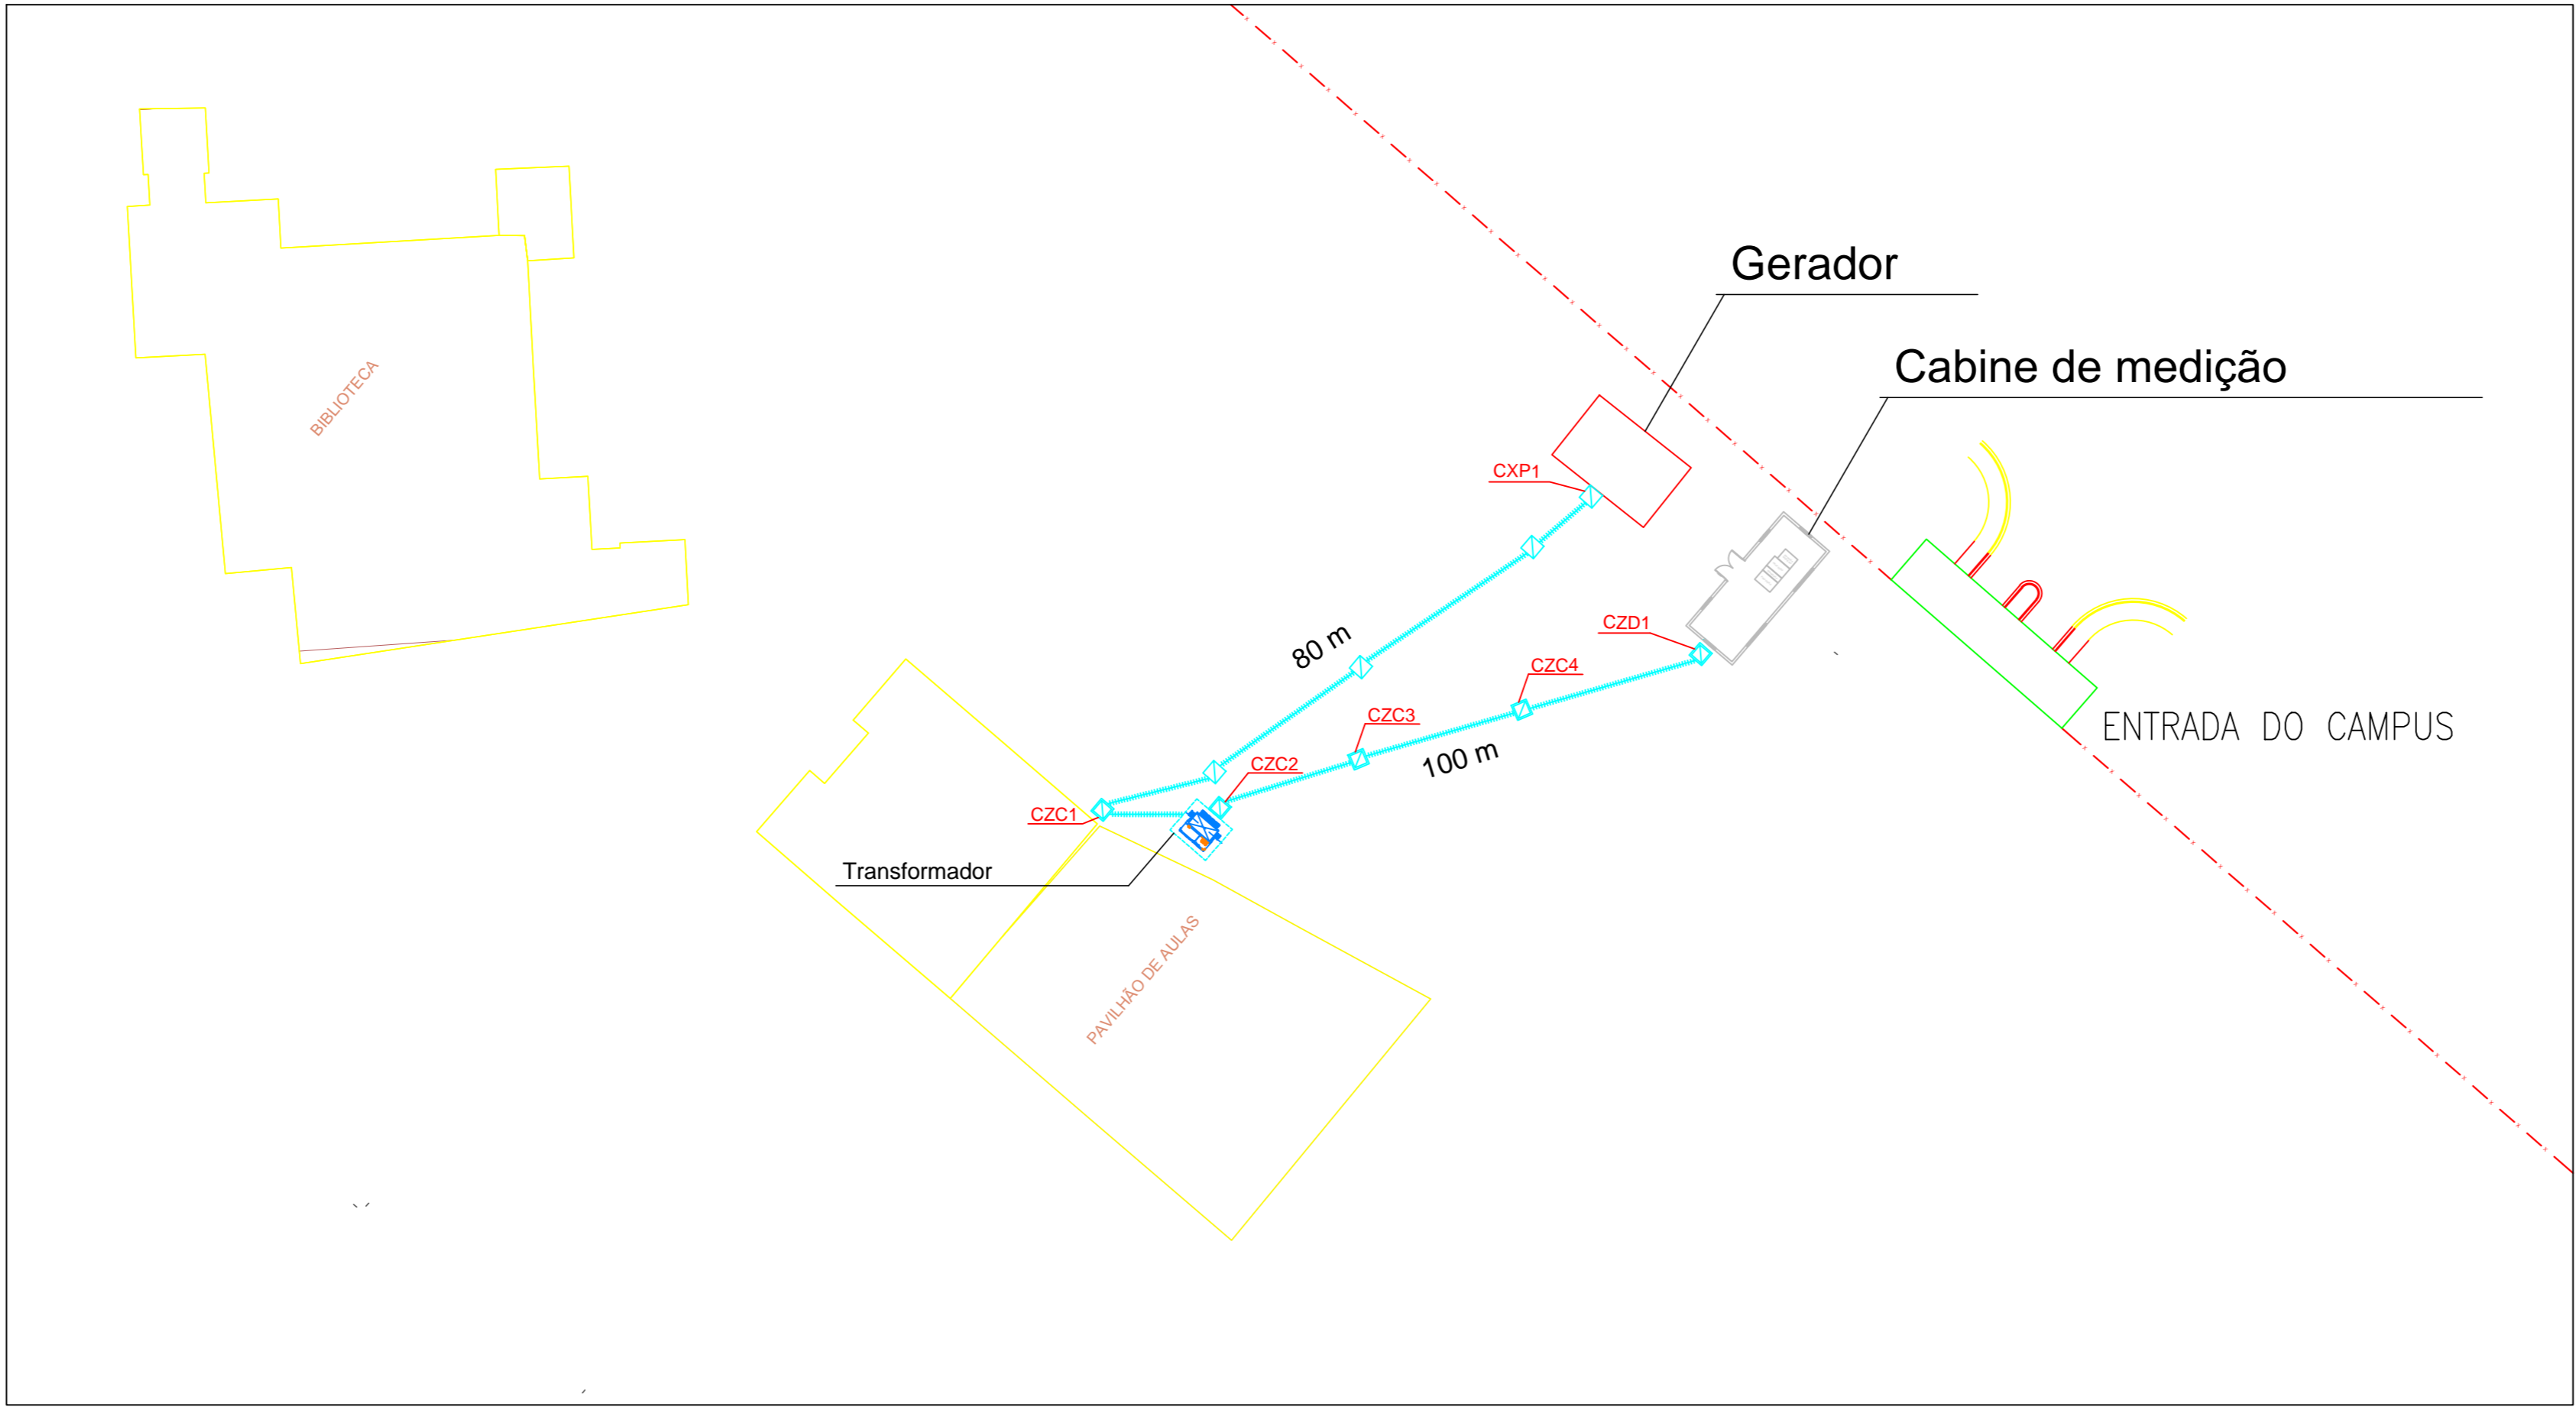 Gerador
Cabine de medição
BIBLIOTECA
CXP1
CZD1
80 m
CZC4
CZC3
ENTRADA DO CAMPUS
100 m
CZC2
CZC1
Transformador
PAVILHÃO DE AULAS